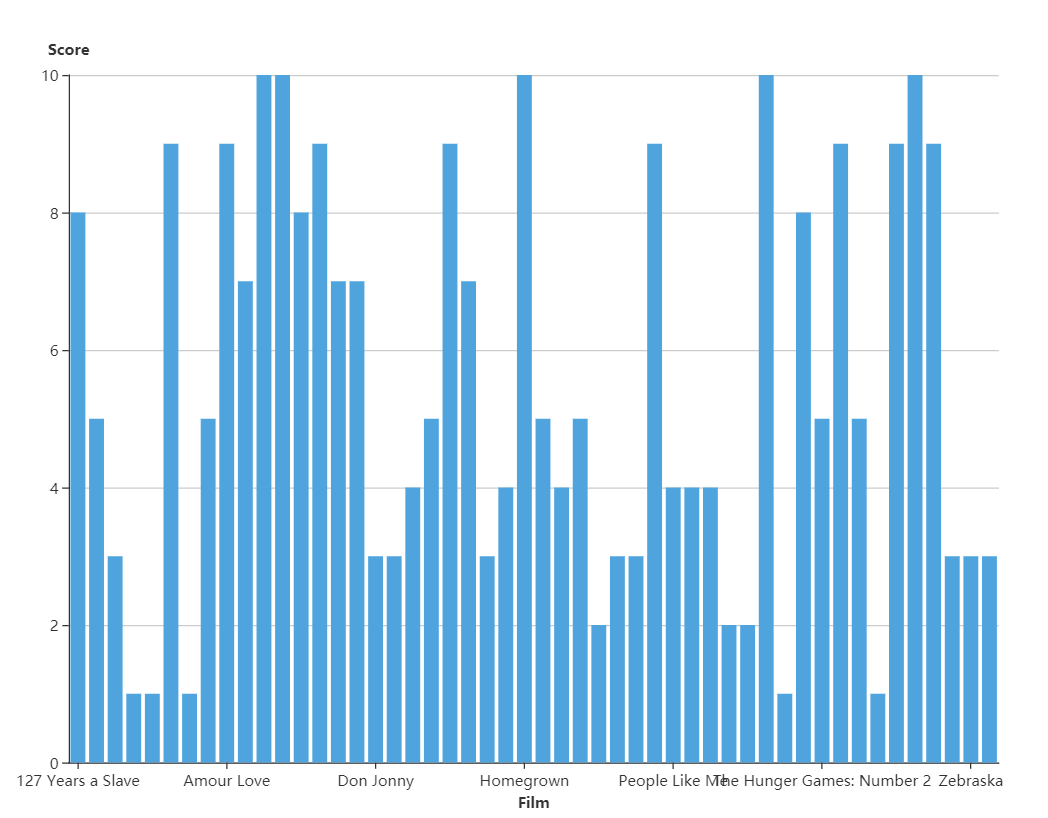 Score
10
8
6
4
2
0
127 Years a Slave
Amour Love
Don Jonny
Homegrown
People Like Me
The Hunger Games: Number 2
Zebraska
Film